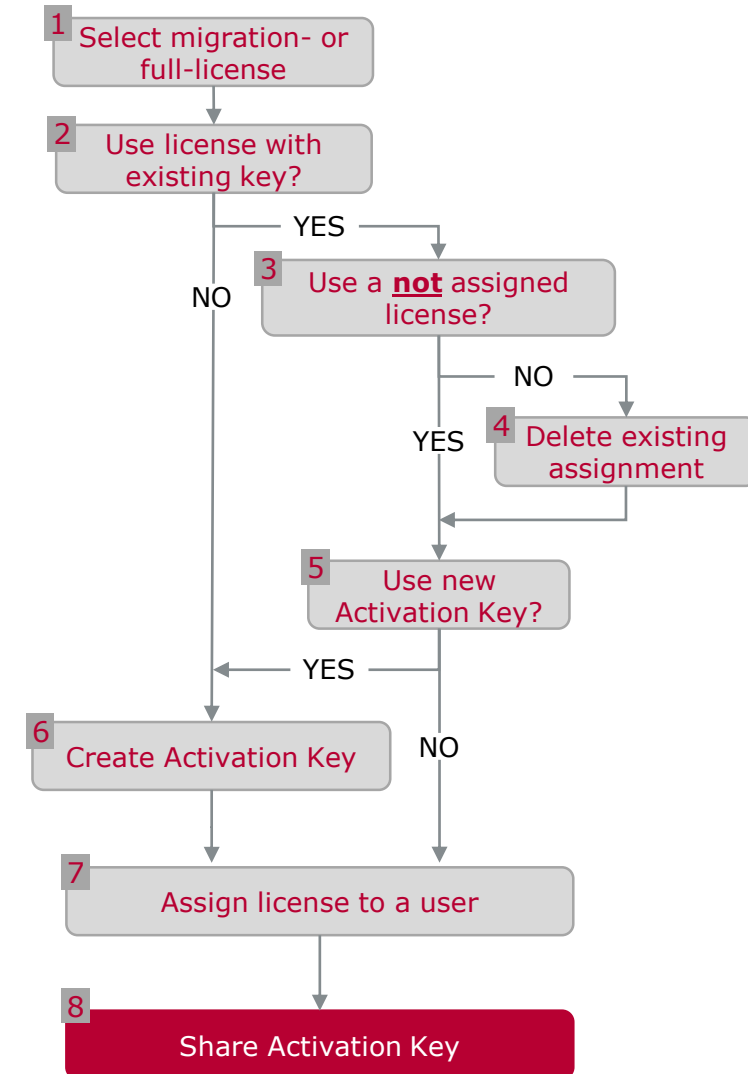 1
Select migration- or
full-license
2
Use license with
existing key?
YES
3
Use a not assigned
license?
NO
NO
YES
4
Delete existing
assignment
5
Use new
Activation Key?
YES
6
Create Activation Key
NO
7
Assign license to a user
8
Share Activation Key